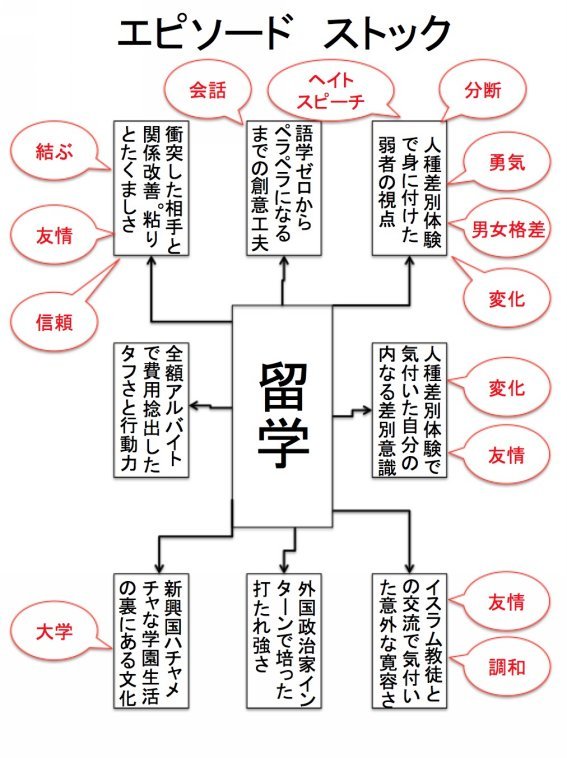 エピソード　ストック
会話
ヘイト
スピーチ
分断
結ぶ
友情
信頼
衝突した相手と
関係改善。粘り
とたくましさ
語学ゼロから
ペラペラになる
までの創意工夫
人種差別体験
で身に付けた
弱者の視点
勇気
男女格差
変化
全額アルバイト
で費用捻出した
タフさと行動力
留学
人種差別体験で
気付いた自分の
内なる差別意識
変化
友情
大学
新興国ハチャメ
チャな学園生活
の裏にある文化
外国政治家イン
ターンで培った
打たれ強さ
イスラム教徒と
の交流で気付い
た意外な寛容さ
友情
調和